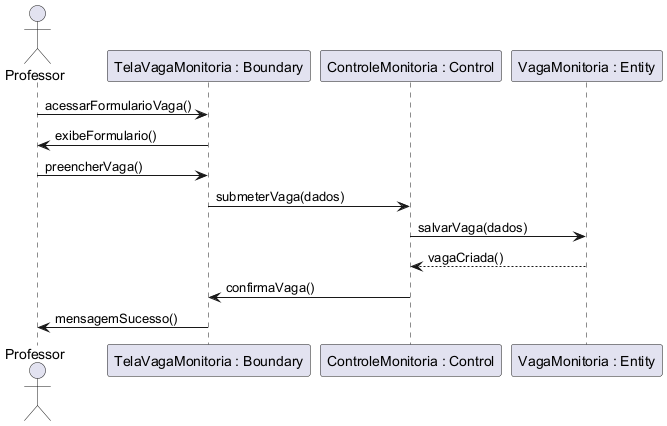 Professor
TelaVagaMonitoria : Boundary
ControleMonitoria : Control
VagaMonitoria : Entity
acessarFormularioVaga()
exibeFormulario()
preencherVaga()
submeterVaga(dados)
salvarVaga(dados)
vagaCriada()
confirmaVaga()
mensagemSucesso()
Professor
TelaVagaMonitoria : Boundary
ControleMonitoria : Control
VagaMonitoria : Entity